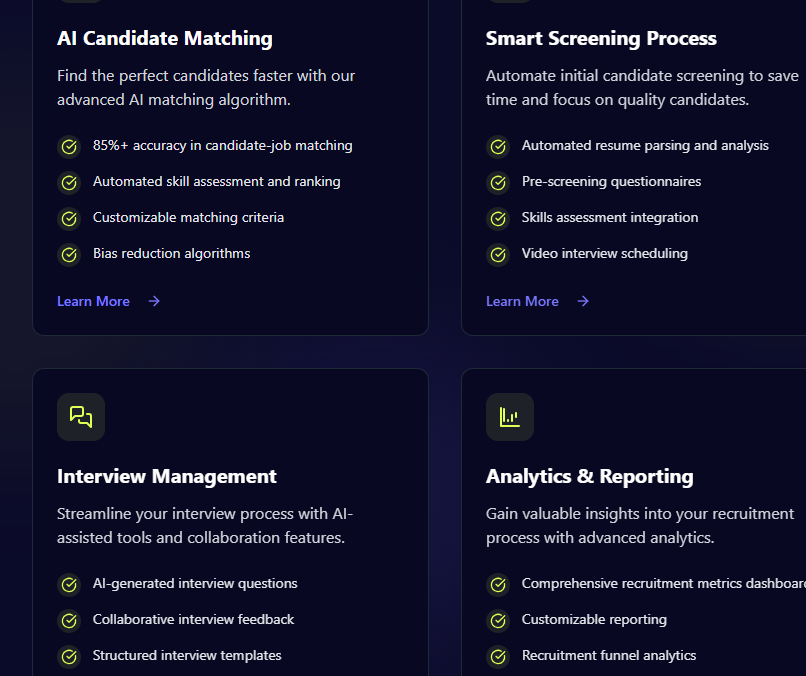 AI Candidate Matching
Find the perfect candidates faster with our
advanced AI matching algorithm.
85%+ accuracy in candidate-job matching
Automated skill assessment and ranking
Customizable matching criteria
Bias reduction algorithms
Learn More
Smart Screening Process
Automate initial candidate screening to save
time and focus on quality candidates.
Automated resume parsing and analysis
Pre-screening questionnaires
Skills assessment integration
Video interview scheduling
Learn More
Interview Management
Streamline your interview process with AI-
assisted tools and collaboration features.
AI-generated interview questions
Collaborative interview feedback
Structured interview templates
Analytics & Reporting
Gain valuable insights into your recruitment
process with advanced analytics.
Comprehensive recruitment metrics dashboar
Customizable reporting
Recruitment funnel analytics